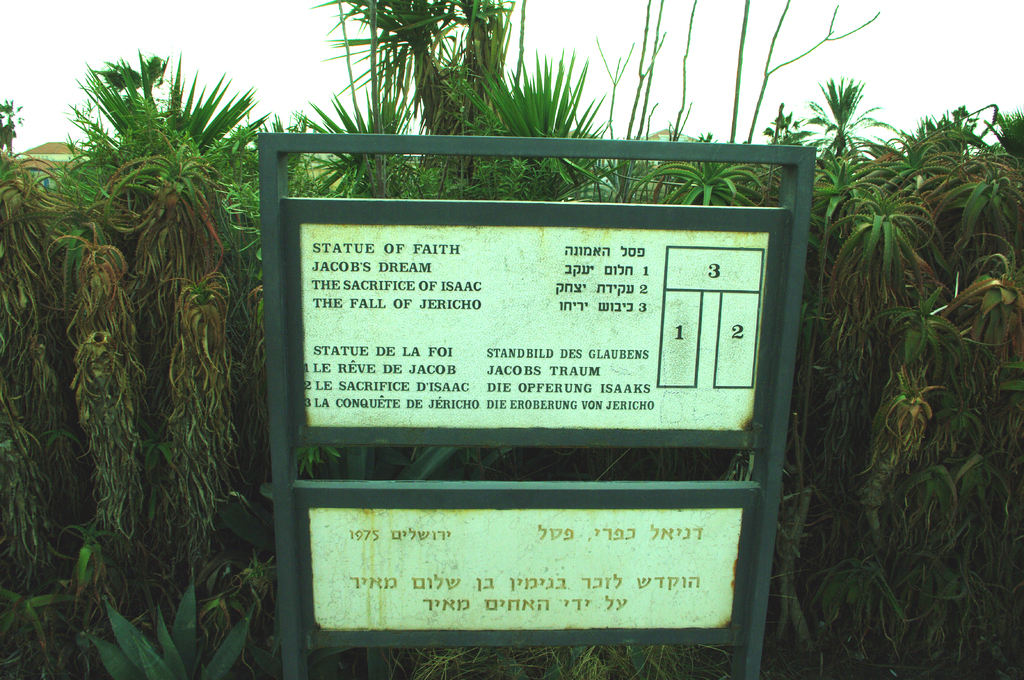 STATUE OF FAITH
JACOB'S DREAM
THE SACRIFICE OF ISAAC
THE FALL OF JERICHO
פסל האמונה
1 חלום יעקב
2 עקידת יצחק
3 כיבוש יריחו
3
1 2
STATUE DE LA FOI
1 LE RÊVE DE JACOB
2 LE SACRIFICE D'ISAAC
3 LA CONQUÊTE DE JÉRICHO
STANDBILD DES GLAUBENS
JACOBS TRAUM
DIE OPFERUNG ISAAKS
DIE EROBERUNG VON JERICHO
דניאל כפרי, פסל ירושלים 1975
הוקדש לזכר בנימין בן שלום מאיר
על ידי האחים מאיר